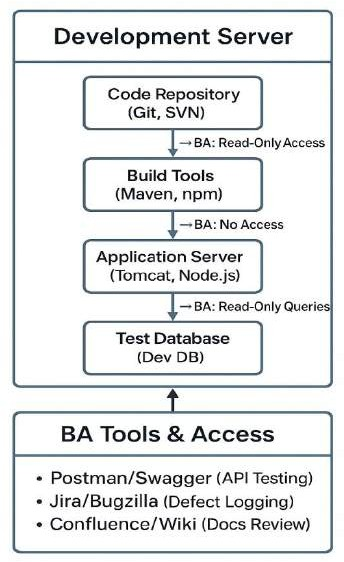 Development Server
Code Repository
(Git, SVN)
→BA: Read-Only Access
Build Tools
(Maven, npm)
→BA: No Access
Application Server
(Tomcat, Node.js)
→BA: Read-Only Queries
Test Database
(Dev DB)
BA Tools & Access
• Postman/Swagger (API Testing)
• Jira/Bugzilla (Defect Logging)
• Confluence/Wiki (Docs Review)